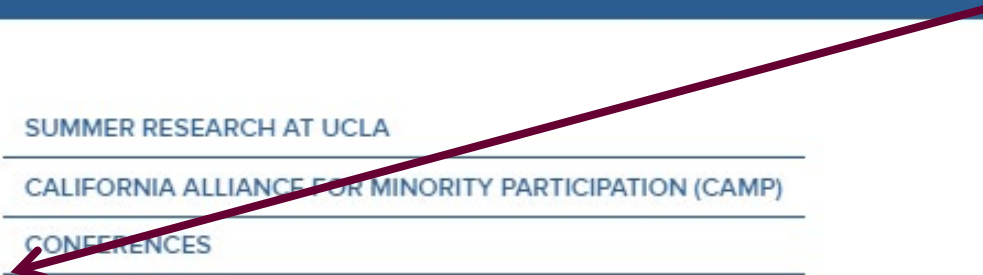 SUMMER RESEARCH AT UCLA
CALIFORNIA ALLIANCE FOR MINORITY PARTICIPATION (CAMP)
CONFERENCES